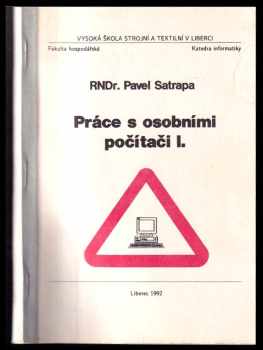 VYSOKÁ ŠKOLA STROJNÍ A TEXTILNÍ V LIBERCI
Fakulta hospodářská Katedra informatiky
RNDr. Pavel Satrapa
Práce s osobními
počítači I.
Liberec 1992